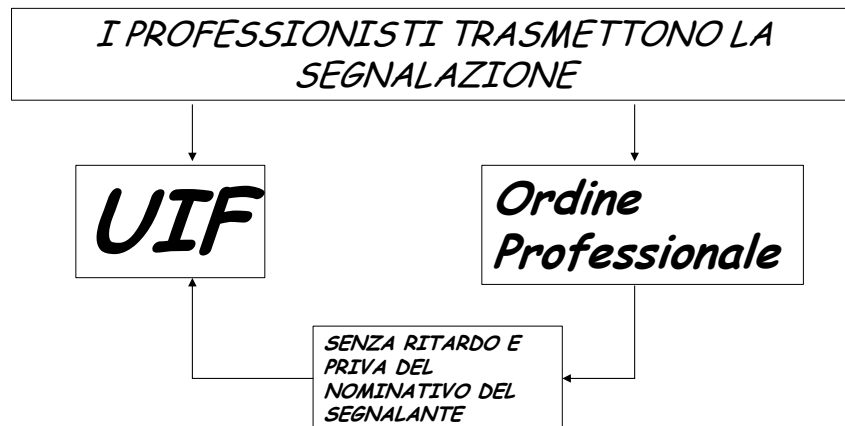 I PROFESSIONISTI TRASMETTONO LA
SEGNALAZIONE
UIF
Ordine
Professionale
SENZA RITARDO E
PRIVA DEL
NOMINATIVO DEL
SEGNALANTE